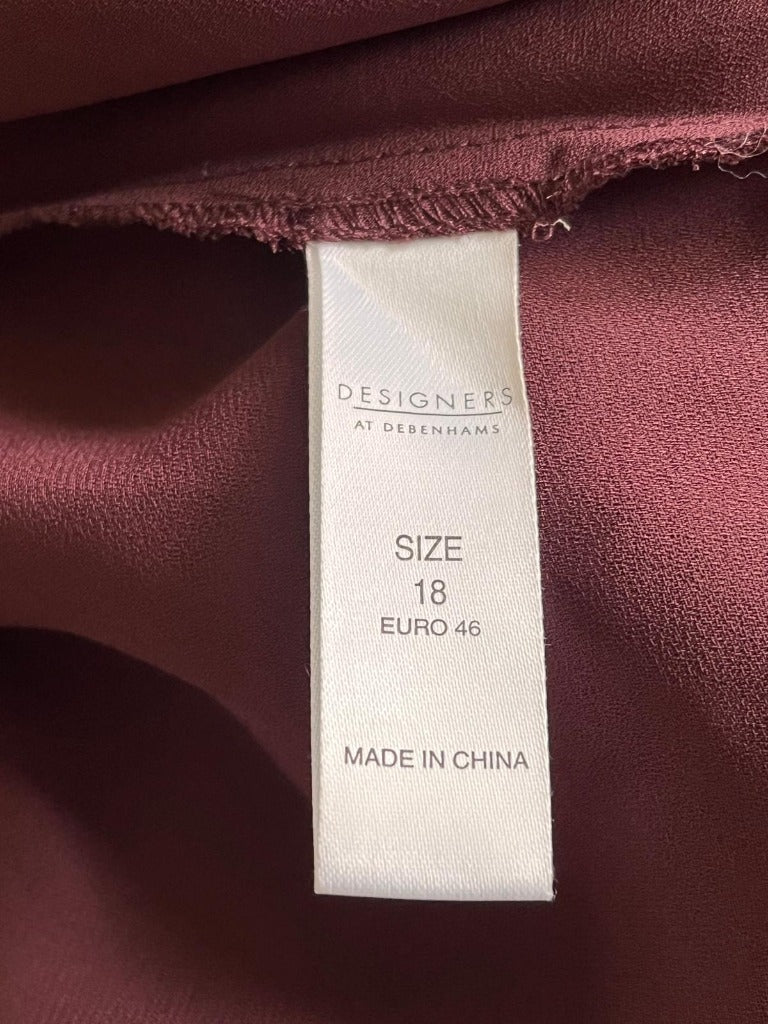 DESIGNERS
AT DEBENHAMS
SIZE
18
EURO 46
MADE IN CHINA